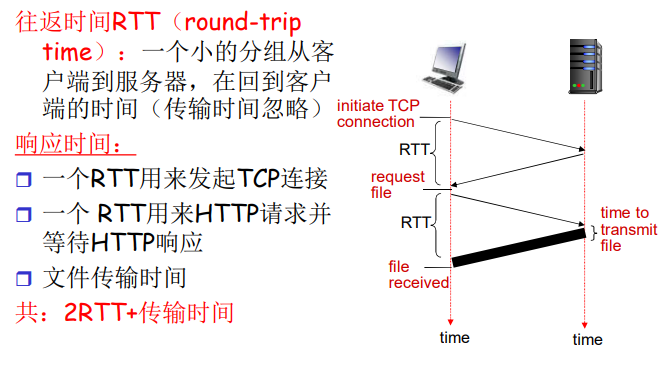 往返时间RTT（round-trip
time）：一个小的分组从客
户端到服务器，在回到客户
端的时间（传输时间忽略）
响应时间：
一个RTT用来发起TCP连接
一个 RTT用来HTTP请求并
等待HTTP响应
文件传输时间
共：2RTT+传输时间
initiate TCP
connection
RTT
request
file
RTT
file
received
time to
transmit
file
time
time